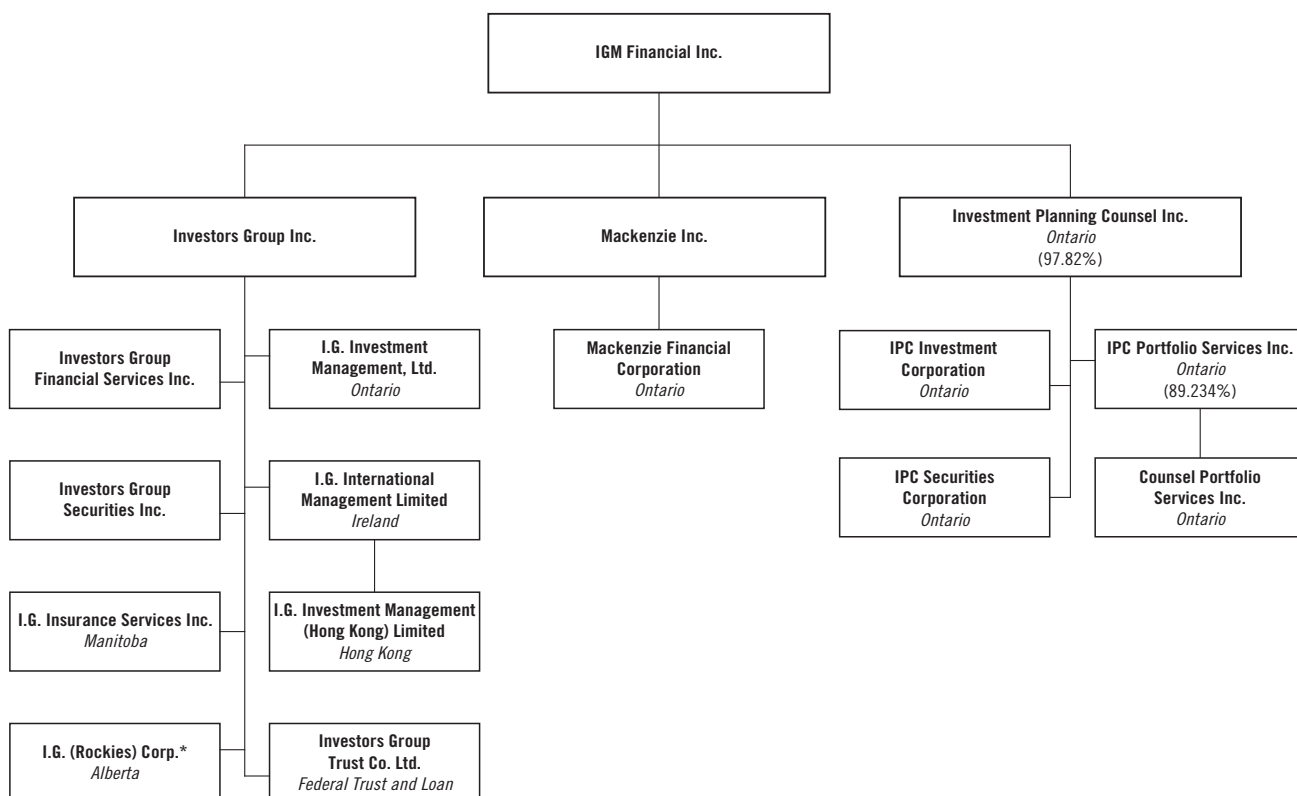 IGM Financial Inc.
Investors Group Inc.
Mackenzie Inc.
Investment Planning Counsel Inc.
Ontario
(97.82%)
Investors Group
Financial Services Inc.
I.G. Investment
Management, Ltd.
Ontario
Mackenzie Financial
Corporation
Ontario
IPC Investment
Corporation
Ontario
IPC Portfolio Services Inc.
Ontario
(89.234%)
Investors Group
Securities Inc.
I.G. International
Management Limited
Ireland
IPC Securities
Corporation
Ontario
Counsel Portfolio
Services Inc.
Ontario
I.G. Insurance Services Inc.
Manitoba
I.G. Investment Management
(Hong Kong) Limited
Hong Kong
I.G. (Rockies) Corp.*
Alberta
Investors Group
Trust Co. Ltd.
Federal Trust and Loan